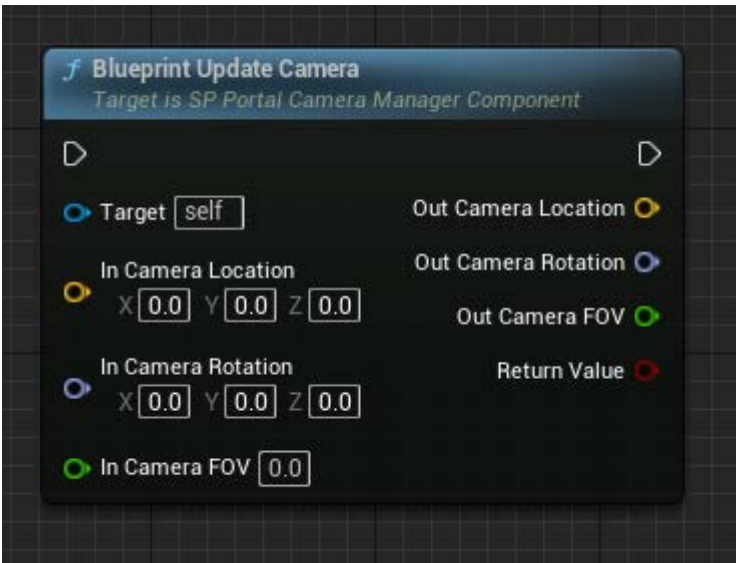 f Blueprint Update Camera
Target is SP Portal Camera Manager Component
Target self
In Camera Location
X 0.0 Y 0.0 Z 0.0
In Camera Rotation
X 0.0 Y 0.0 Z 0.0
In Camera FOV 0.0
Out Camera Location
Out Camera Rotation
Out Camera FOV
Return Value